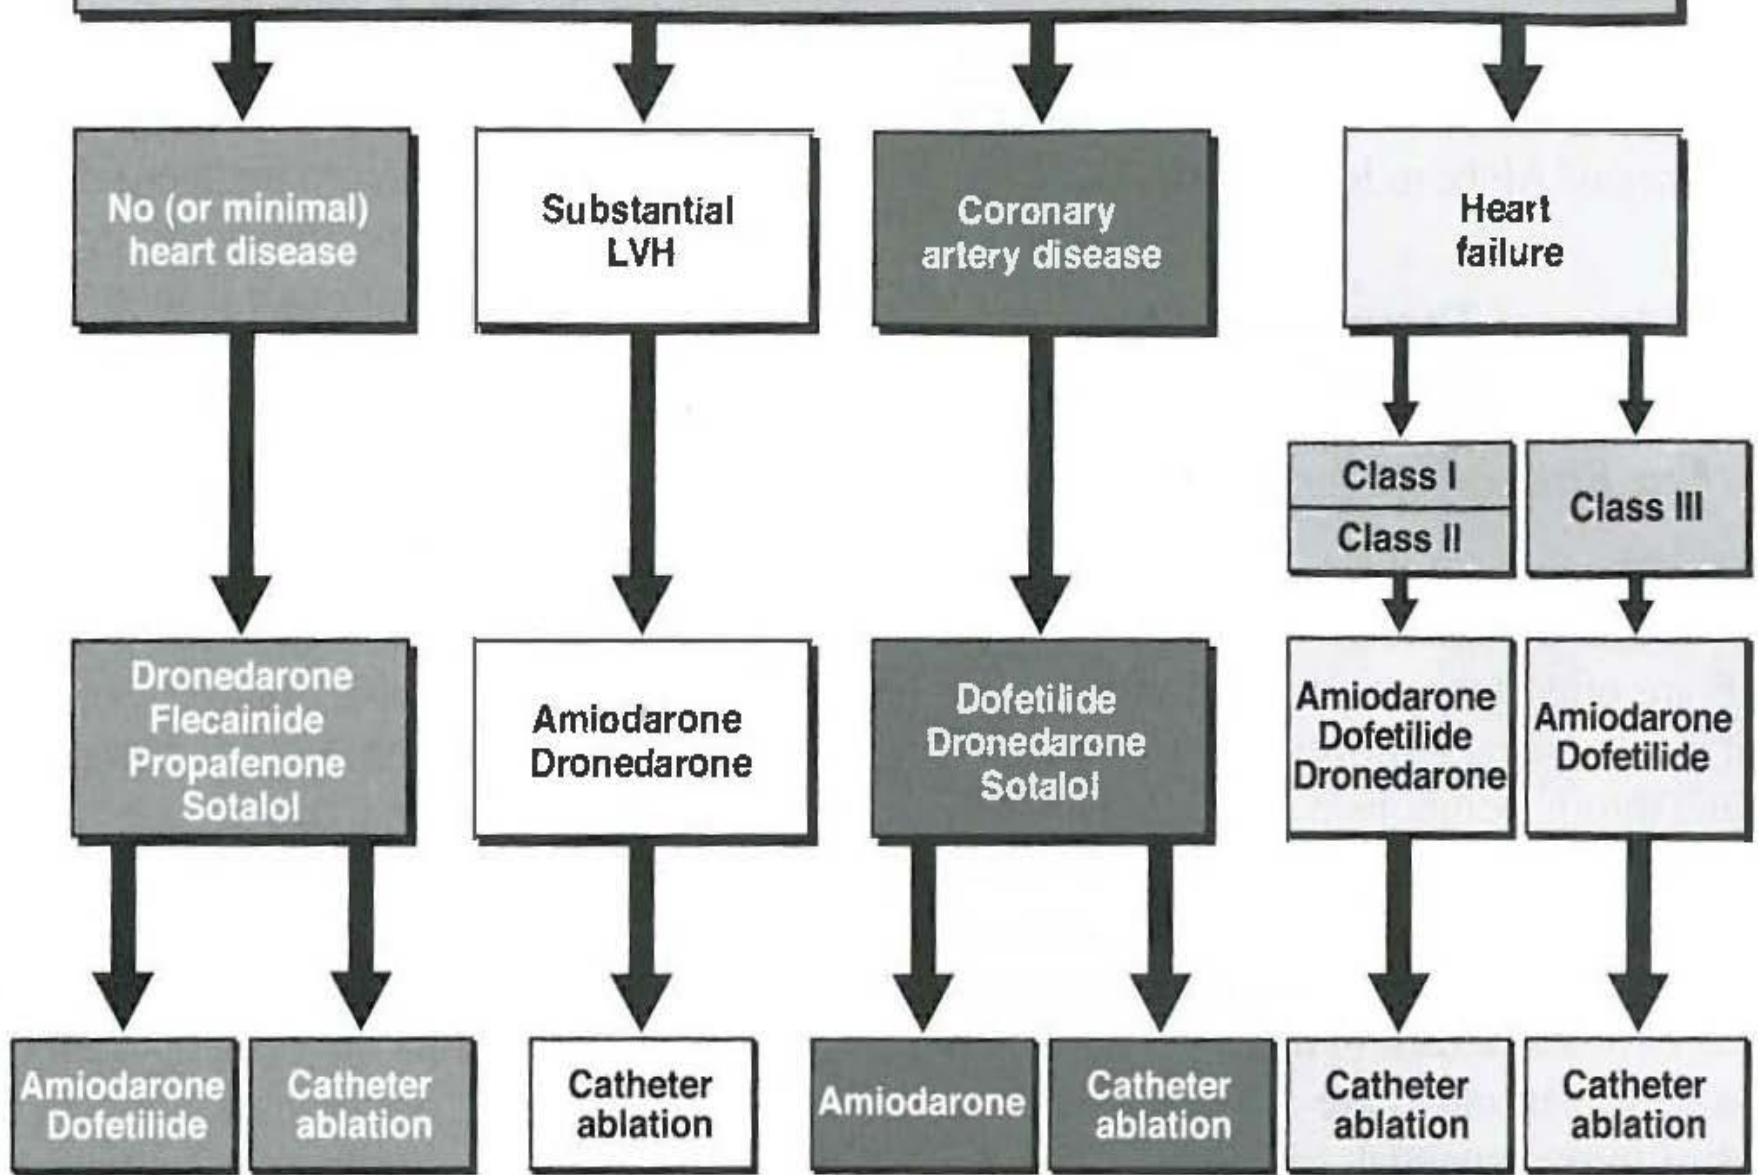 No (or minimal)
heart disease
Substantial
LVH
Coronary
artery disease
Heart
failure
Class I
Class II
Class III
Dronedarone
Flecainide
Propafenone
Sotalol
Amiodarone
Dronedarone
Dofetilide
Dronedarone
Sotalol
Amiodarone
Dofetilide
Dronedarone
Amiodarone
Dofetilide
Amiodarone
Dofetilide
Catheter
ablation
Catheter
ablation
Amiodarone
Catheter
ablation
Catheter
ablation
Catheter
ablation